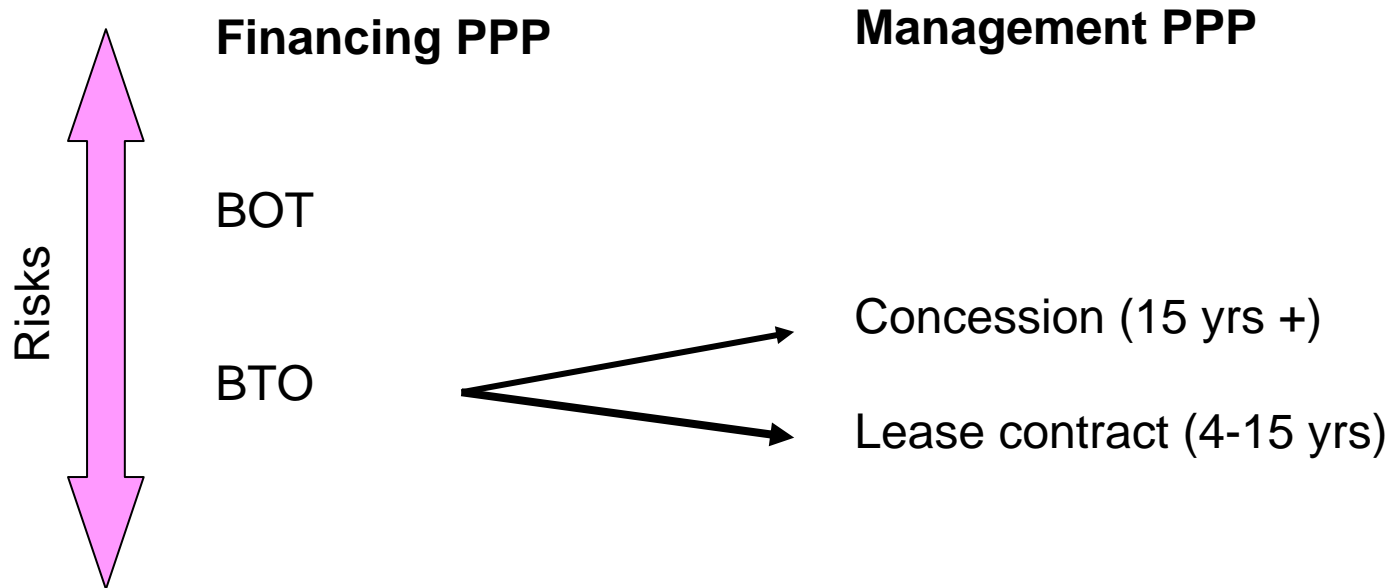 Financing PPP
Management PPP
Risks
BOT
BTO
Concession (15 yrs +)
Lease contract (4-15 yrs)